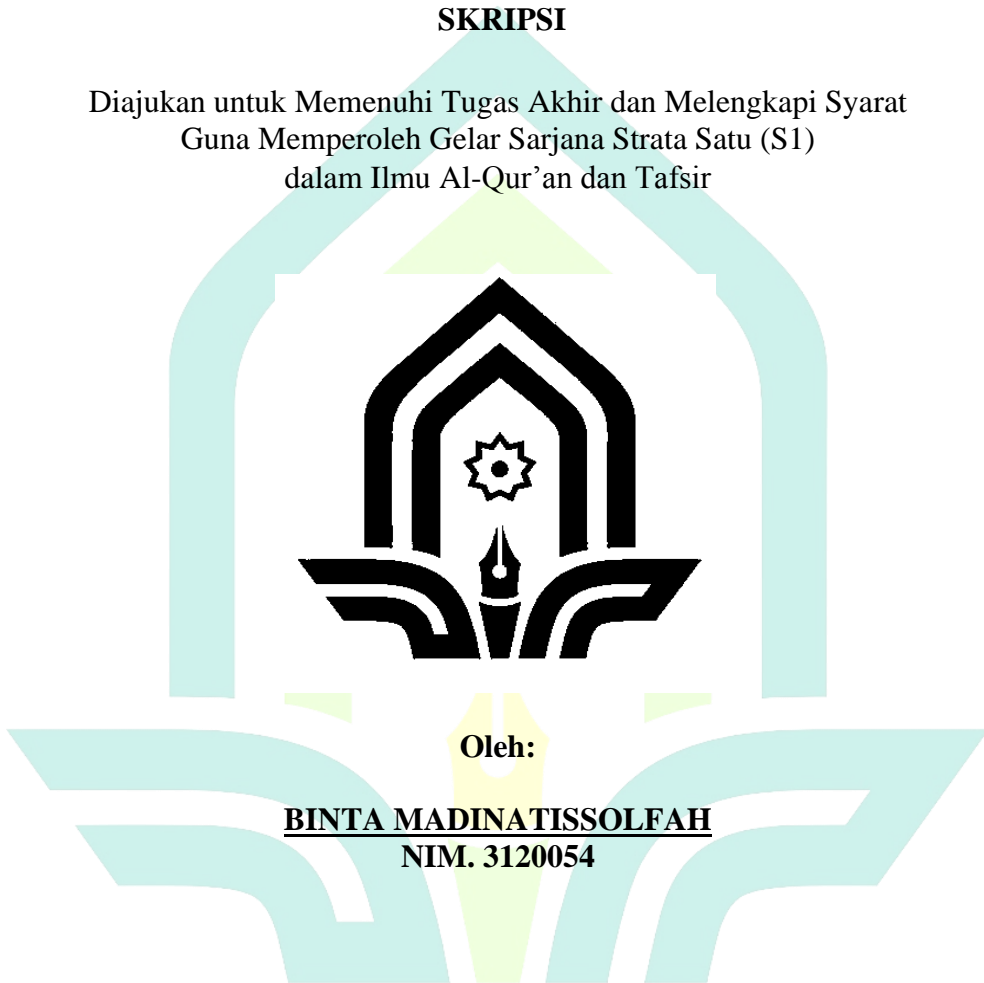 SKRIPSI
Diajukan untuk Memenuhi Tugas Akhir dan Melengkapi Syarat
Guna Memperoleh Gelar Sarjana Strata Satu (S1)
dalam Ilmu Al-Qur’an dan Tafsir
Oleh:
BINTA MADINATISSOLFAH
NIM. 3120054